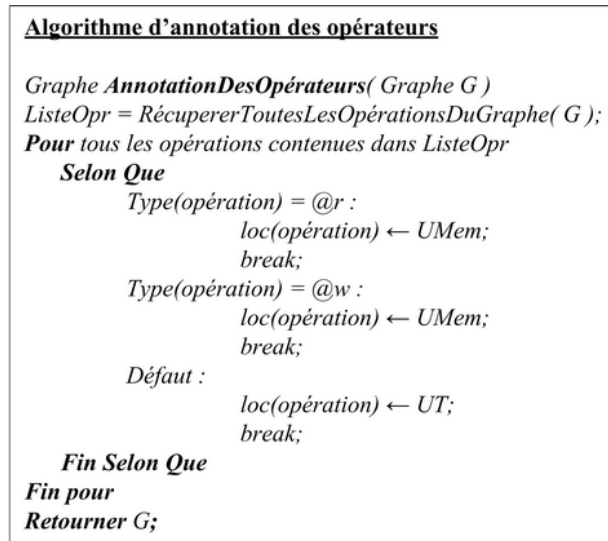 Algorithme d'annotation des opérateurs
Graphe AnnotationDesOpérateurs( Graphe G )
ListeOpr = RécupererToutesLesOpérationsDuGraphe( G );
Pour tous les opérations contenues dans ListeOpr
Selon Que
Type(opération) = @r :
loc(opération) ← UMem;
break;
Type(opération) = @w :
loc(opération) ← UMem;
break;
Défaut :
loc(opération) ← UT;
break;
Fin Selon Que
Fin pour
Retourner G;